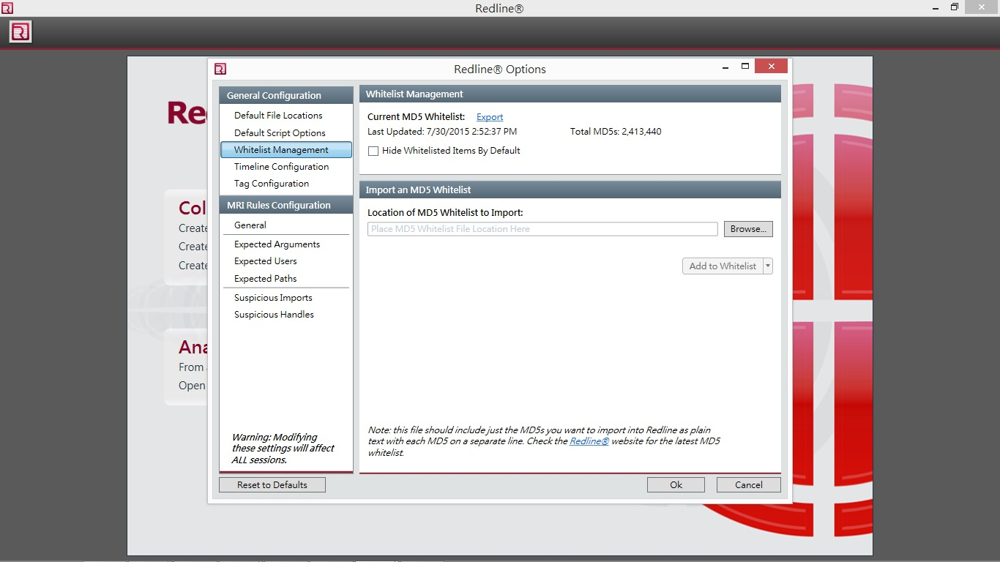 Redline®
Redline® Options
General Configuration
Default File Locations
Default Script Options
Whitelist Management
Timeline Configuration
Tag Configuration
MRI Rules Configuration
General
Expected Arguments
Expected Users
Expected Paths
Suspicious Imports
Suspicious Handles
Warning: Modifying
these settings will affect
ALL sessions.
Whitelist Management
Current MD5 Whitelist: Export
Last Updated: 7/30/2015 2:52:37 PM Total MD5s: 2,413,440
Hide Whitelisted Items By Default
Import an MD5 Whitelist
Location of MD5 Whitelist to Import:
Place MD5 Whitelist File Location Here
Browse...
Add to Whitelist
Note: this file should include just the MD5s you want to import into Redline as plain
text with each MD5 on a separate line. Check the Redline® website for the latest MD5
whitelist.
Reset to Defaults
Ok
Cancel
Re
Col
Create
Create
Create
Ana
From
Open